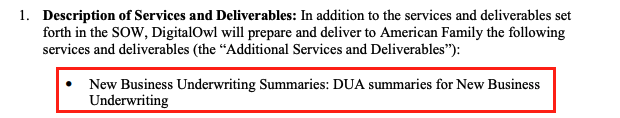 1. Description of Services and Deliverables: In addition to the services and deliverables set
forth in the SOW, DigitalOwl will prepare and deliver to American Family the following
services and deliverables (the “Additional Services and Deliverables”):
• New Business Underwriting Summaries: DUA summaries for New Business
Underwriting